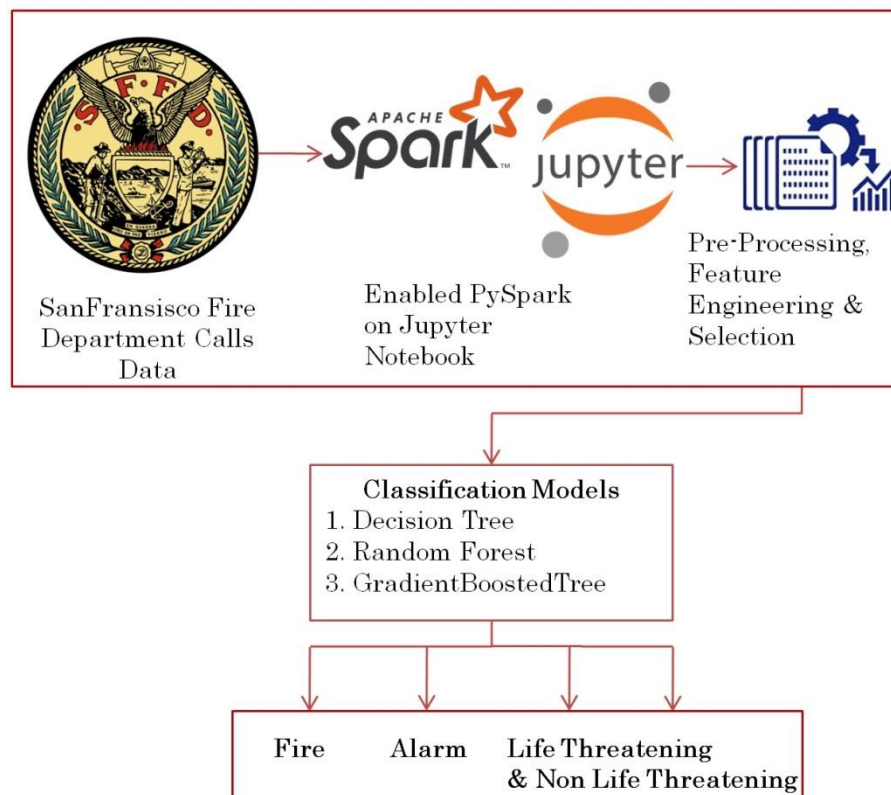 S.F.F.D.
APACHE
Spark™
jupyter
SanFransisco Fire
Department Calls
Data
Enabled PySpark
on Jupyter
Notebook
Pre-Processing,
Feature
Engineering &
Selection
Classification Models
1. Decision Tree
2. Random Forest
3. GradientBoostedTree
Fire
Alarm
Life Threatening
& Non Life Threatening